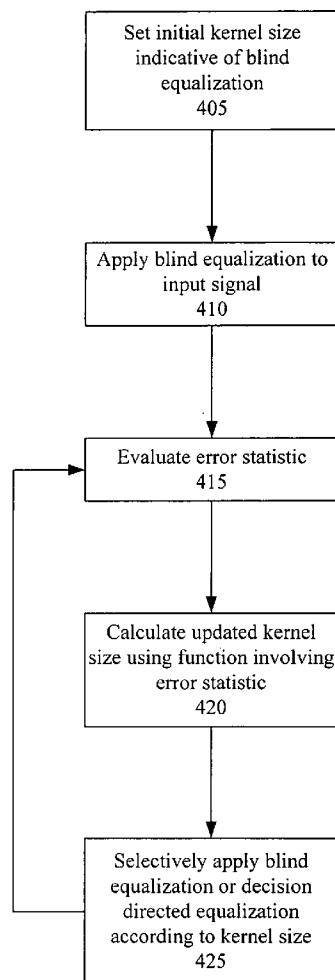 Set initial kernel size
indicative of blind
equalization
405
Apply blind equalization to
input signal
410
Evaluate error statistic
415
Calculate updated kernel
size using function involving
error statistic
420
Selectively apply blind
equalization or decision
directed equalization
according to kernel size
425